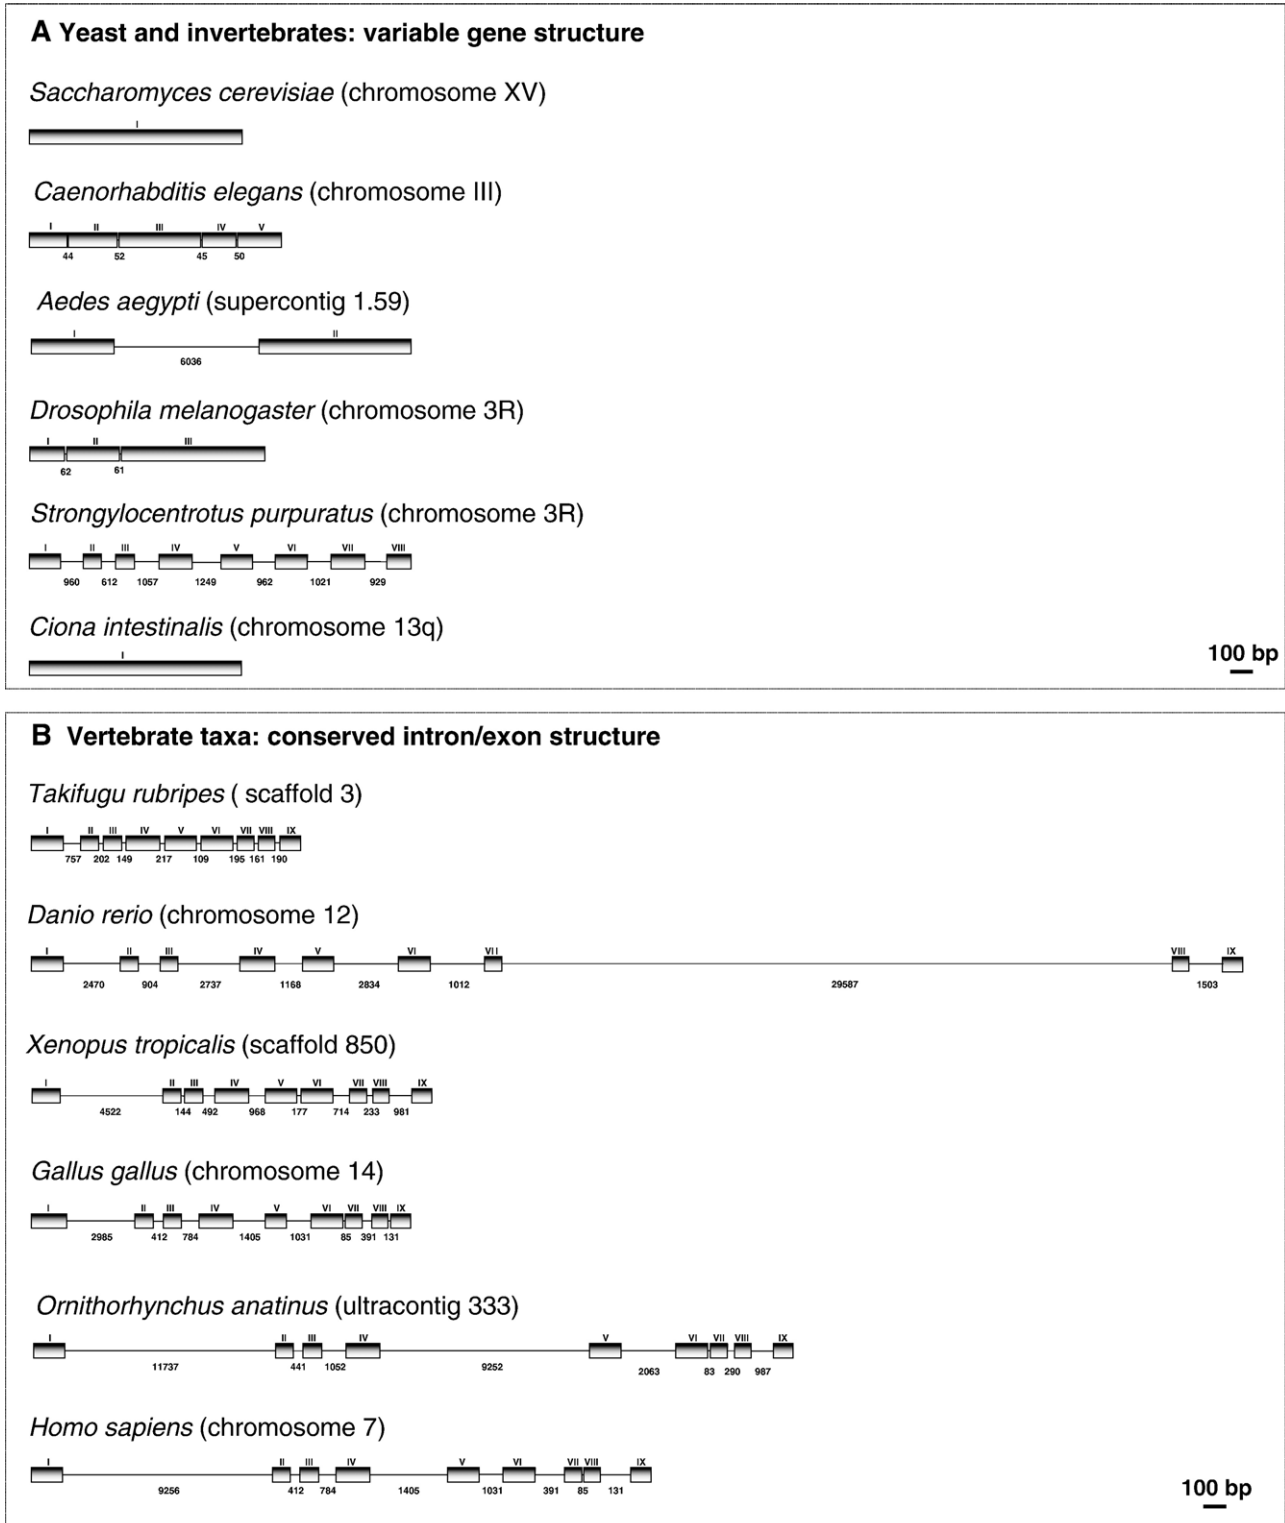 A Yeast and invertebrates: variable gene structure
Saccharomyces cerevisiae (chromosome XV)
I
Caenorhabditis elegans (chromosome III)
I II III IV V
44 52 45 50
Aedes aegypti (supercontig 1.59)
I II
6036
Drosophila melanogaster (chromosome 3R)
I II III
62 61
Strongylocentrotus purpuratus (chromosome 3R)
I II III IV V VI VII VIII
960 612 1057 1249 962 1021 929
Ciona intestinalis (chromosome 13q)
I
100 bp
B Vertebrate taxa: conserved intron/exon structure
Takifugu rubripes ( scaffold 3)
I II III IV V VI VII VIII IX
757 202 149 217 109 195 161 190
Danio rerio (chromosome 12)
I II III IV V VI VII VIII IX
2470 904 2737 1168 2834 1012 29587 1503
Xenopus tropicalis (scaffold 850)
I II III IV V VI VII VIII IX
4522 144 492 968 177 714 233 981
Gallus gallus (chromosome 14)
I II III IV V VI VII VIII IX
2985 412 784 1405 1031 85 391 131
Ornithorhynchus anatinus (ultracontig 333)
I II III IV V VI VII VIII IX
11737 441 1052 9252 2063 83 290 987
Homo sapiens (chromosome 7)
I II III IV V VI VII VIII IX
9256 412 784 1405 1031 391 85 131
100 bp